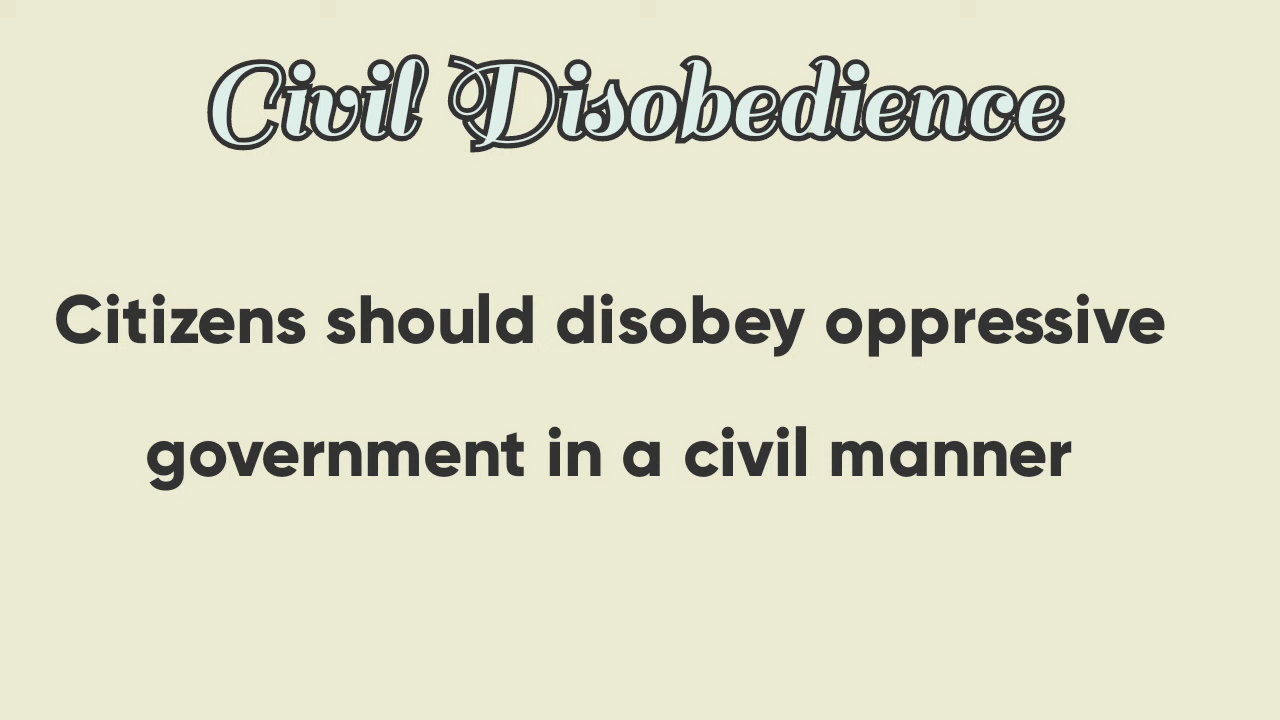 Civil Disobedience
Citizens should disobey oppressive
government in a civil manner